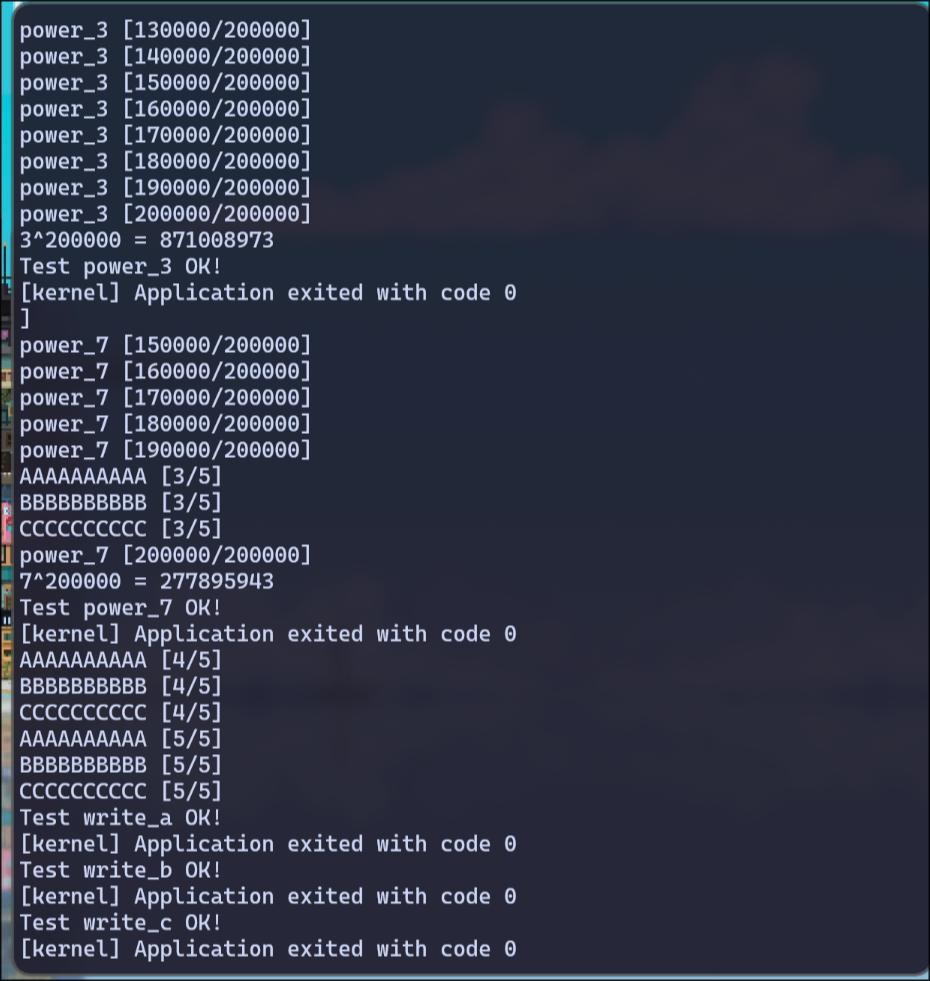 power_3 [130000/200000]
power_3 [140000/200000]
power_3 [150000/200000]
power_3 [160000/200000]
power_3 [170000/200000]
power_3 [180000/200000]
power_3 [190000/200000]
power_3 [200000/200000]
3^200000 = 871008973
Test power_3 OK!
[kernel] Application exited with code 0
]
power_7 [150000/200000]
power_7 [160000/200000]
power_7 [170000/200000]
power_7 [180000/200000]
power_7 [190000/200000]
AAAAAAAAAA [3/5]
BBBBBBBBBB [3/5]
CCCCCCCCCC [3/5]
power_7 [200000/200000]
7^200000 = 277895943
Test power_7 OK!
[kernel] Application exited with code 0
AAAAAAAAAA [4/5]
BBBBBBBBBB [4/5]
CCCCCCCCCC [4/5]
AAAAAAAAAA [5/5]
BBBBBBBBBB [5/5]
CCCCCCCCCC [5/5]
Test write_a OK!
[kernel] Application exited with code 0
Test write_b OK!
[kernel] Application exited with code 0
Test write_c OK!
[kernel] Application exited with code 0